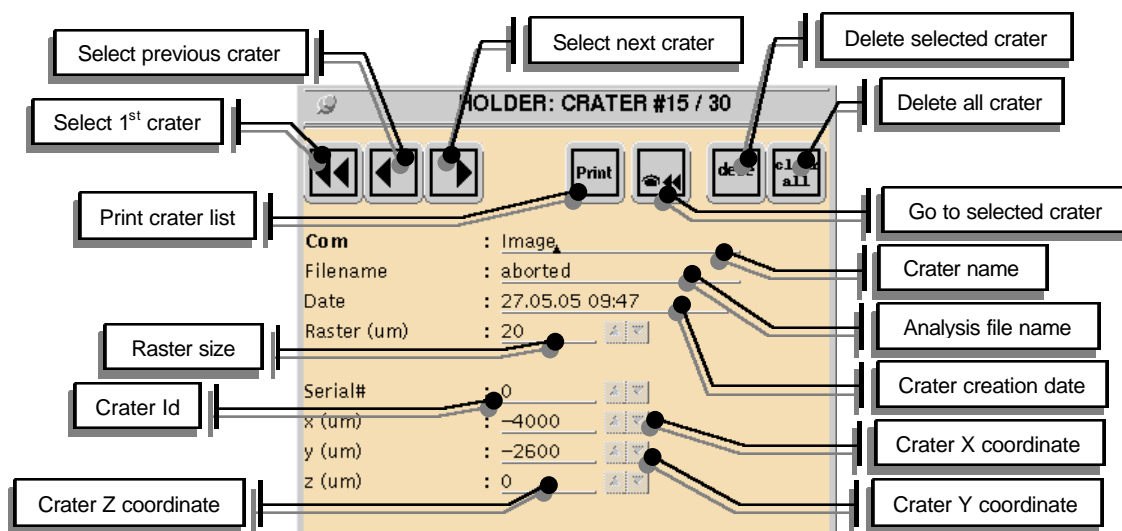 Select previous crater
Select next crater
Delete selected crater
Select 1st crater
HOLDER: CRATER #15 / 30
Delete all crater
Print
all
Print crater list
Go to selected crater
Com : Image
Crater name
Filename : aborted
Date : 27.05.05 09:47
Analysis file name
Raster (um) : 20
Raster size
Crater creation date
Serial# : 0
Crater Id
x (um) : -4000
Crater X coordinate
y (um) : -2600
z (um) : 0
Crater Z coordinate
Crater Y coordinate